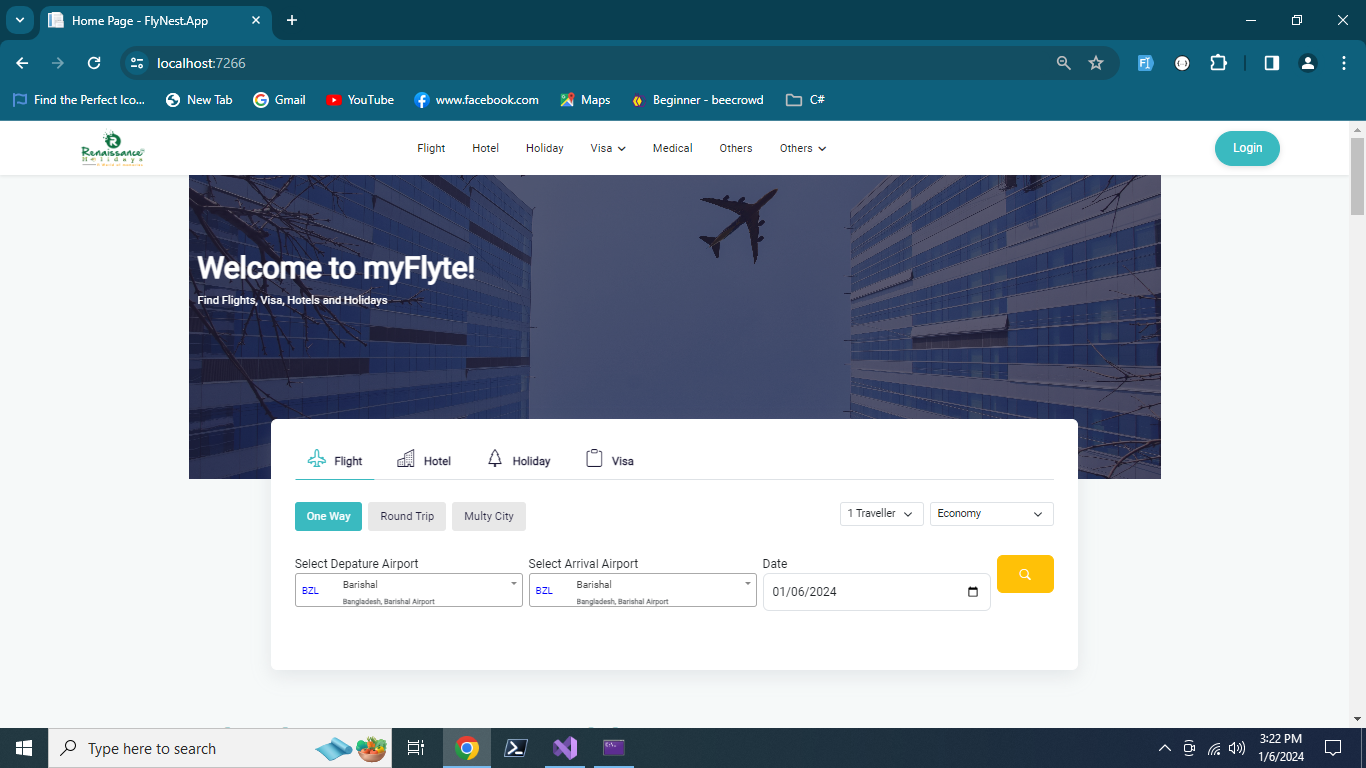 Home Page - FlyNest.App
localhost:7266
Find the Perfect Ico... New Tab Gmail YouTube www.facebook.com Maps Beginner - beecrowd C#
Renaissance
Holidays
Flight Hotel Holiday Visa Medical Others Others Login
Welcome to myFlyte!
Find Flights, Visa, Hotels and Holidays
Flight Hotel Holiday Visa
One Way Round Trip Multy City 1 Traveller Economy
Select Depature Airport Select Arrival Airport Date
BZL Barishal BZL Barishal 01/06/2024
Bangladesh, Barishal Airport Bangladesh, Barishal Airport
Type here to search
3:22 PM
1/6/2024